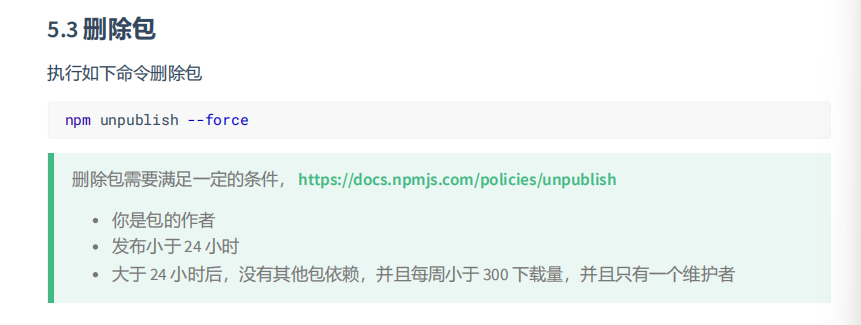 5.3 删除包
执行如下命令删除包
npm unpublish --force
删除包需要满足一定的条件， https://docs.npmjs.com/policies/unpublish
• 你是包的作者
• 发布小于 24 小时
• 大于 24 小时后，没有其他包依赖，并且每周小于 300 下载量，并且只有一个维护者